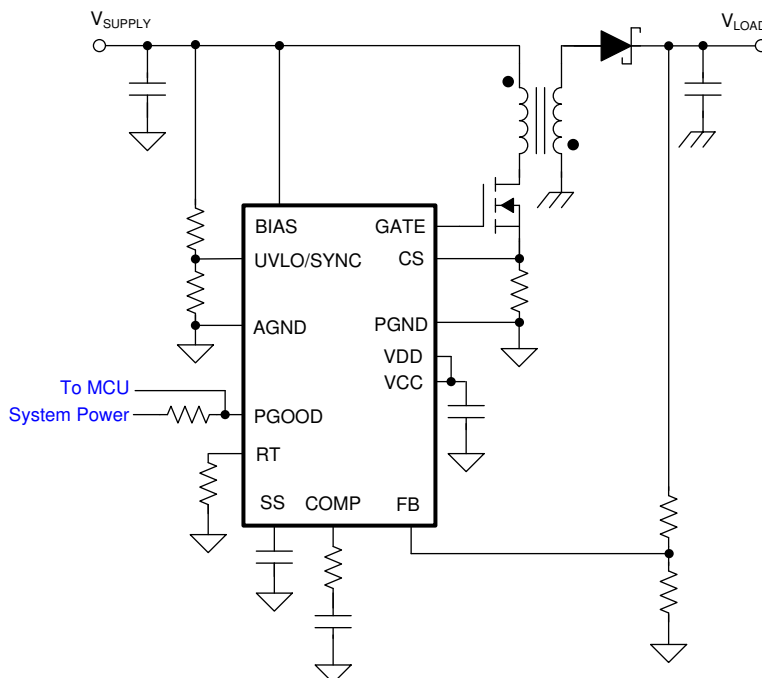 VSUPPLY
VLOAD
BIAS
GATE
UVLO/SYNC
CS
AGND
PGND
VDD
VCC
To MCU
System Power
PGOOD
RT
SS
COMP
FB